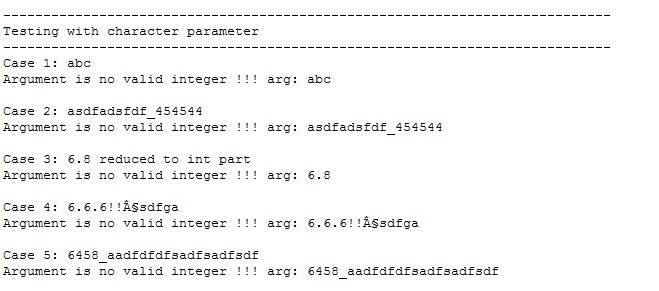 ----------------------------------------------------------------------------
Testing with character parameter
----------------------------------------------------------------------------
Case 1: abc
Argument is no valid integer !!! arg: abc
Case 2: asdfadsfdf_454544
Argument is no valid integer !!! arg: asdfadsfdf_454544
Case 3: 6.8 reduced to int part
Argument is no valid integer !!! arg: 6.8
Case 4: 6.6.6!!Â§sdfga
Argument is no valid integer !!! arg: 6.6.6!!Â§sdfga
Case 5: 6458_aadfdfdfsadfsadfsdf
Argument is no valid integer !!! arg: 6458_aadfdfdfsadfsadfsdf